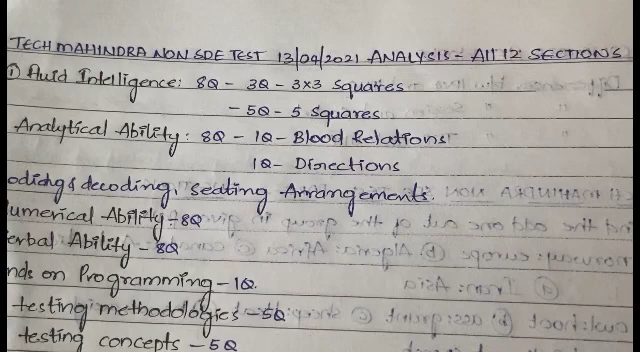 TECH MAHINDRA NON SDE TEST 13/04/2021 ANALYSIS - All 12 SECTIONS
① Fluid Intelligence: 8Q - 3Q - 3x3 Squares
- 5Q - 5 Squares
Analytical Ability: 8Q - 1Q - Blood Relations
1Q - Directions
oding & decoding, Seating Arrangements.
umerical Ability - 8Q
erbal Ability - 8Q
nds on Programming - 1Q.
testing methodologies - 5Q
testing concepts - 5Q